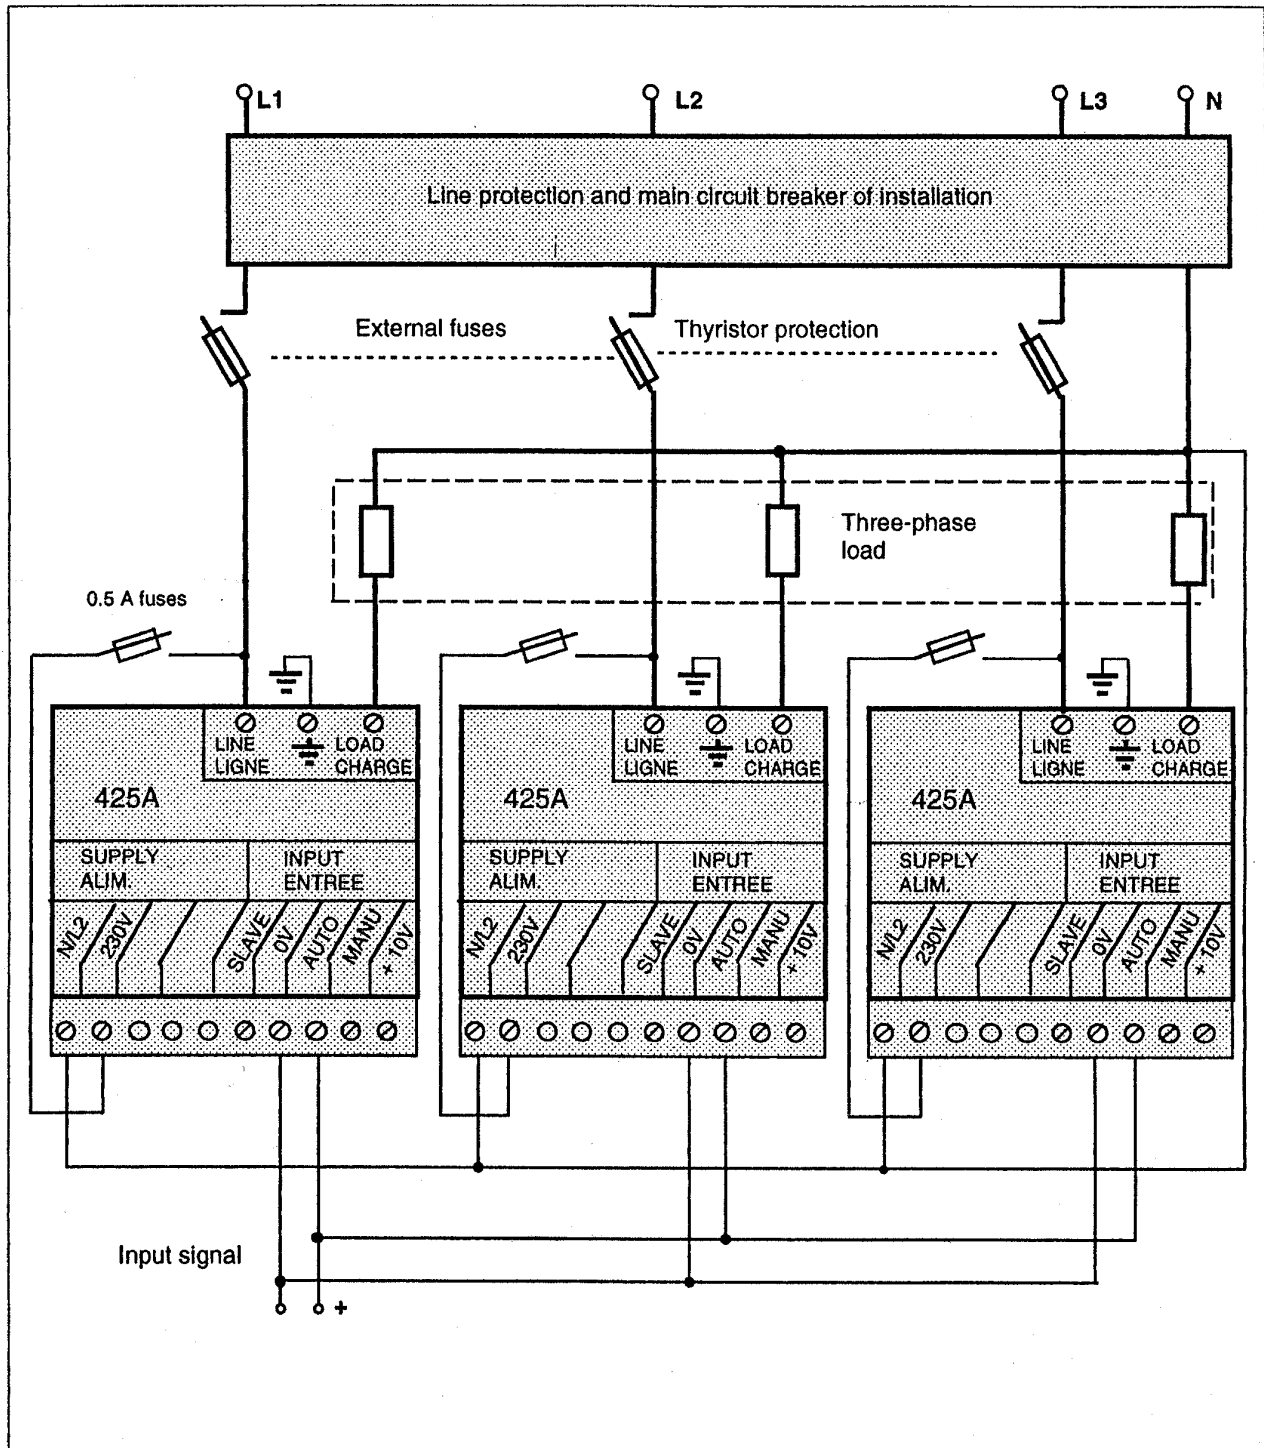 L1
L2
L3
N
Line protection and main circuit breaker of installation
External fuses
Thyristor protection
Three-phase
load
0.5 A fuses
LINE
LIGNE
LOAD
CHARGE
425A
SUPPLY
ALIM.
INPUT
ENTREE
N/L2
230V
SLAVE
0V
AUTO
MANU
+ 10V
LINE
LIGNE
LOAD
CHARGE
425A
SUPPLY
ALIM.
INPUT
ENTREE
N/L2
230V
SLAVE
0V
AUTO
MANU
+ 10V
LINE
LIGNE
LOAD
CHARGE
425A
SUPPLY
ALIM.
INPUT
ENTREE
N/L2
230V
SLAVE
0V
AUTO
MANU
+ 10V
Input signal
+